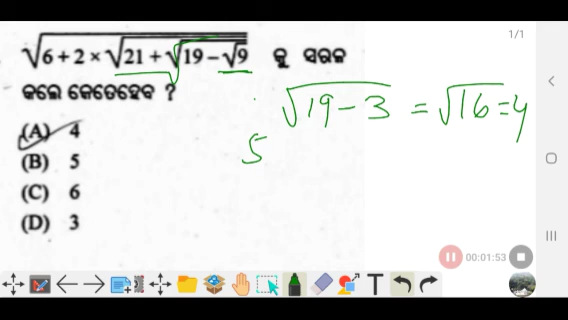 1/1
√6 + 2 × √21 + √19 − √9 କୁ ସରଳ
କଲେ କେତେହେବ ?
√19 − 3 = √16 = 4
(A) 4
5
(B) 5
(C) 6
(D) 3
00:01:53
T